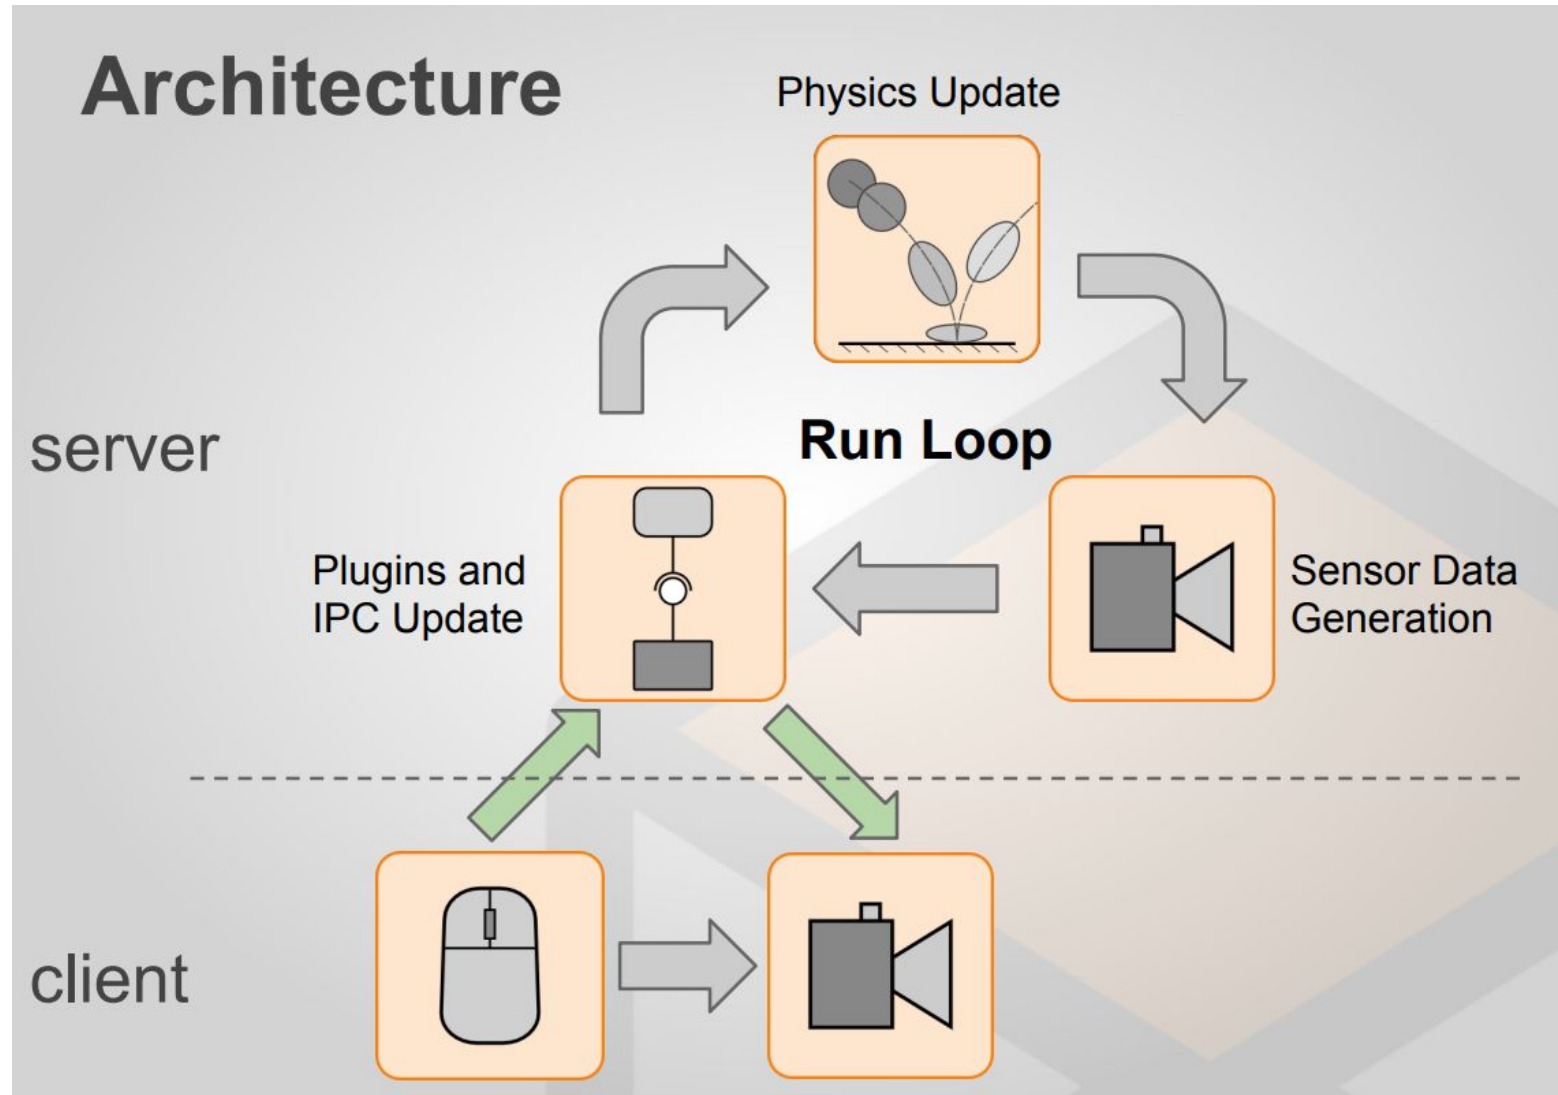 Architecture
Physics Update
server
Run Loop
Plugins and
IPC Update
Sensor Data
Generation
client